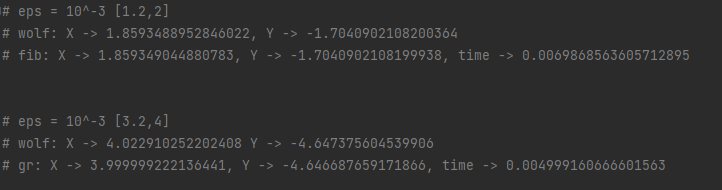 # eps = 10^-3 [1.2,2]
# wolf: X -> 1.8593488952846022, Y -> -1.7040902108200364
# fib: X -> 1.859349044880783, Y -> -1.7040902108199938, time -> 0.0069868563605712895
# eps = 10^-3 [3.2,4]
# wolf: X -> 4.022910252202408 Y -> -4.647375604539906
# gr: X -> 3.999999222136441, Y -> -4.646687659171866, time -> 0.004999160666601563